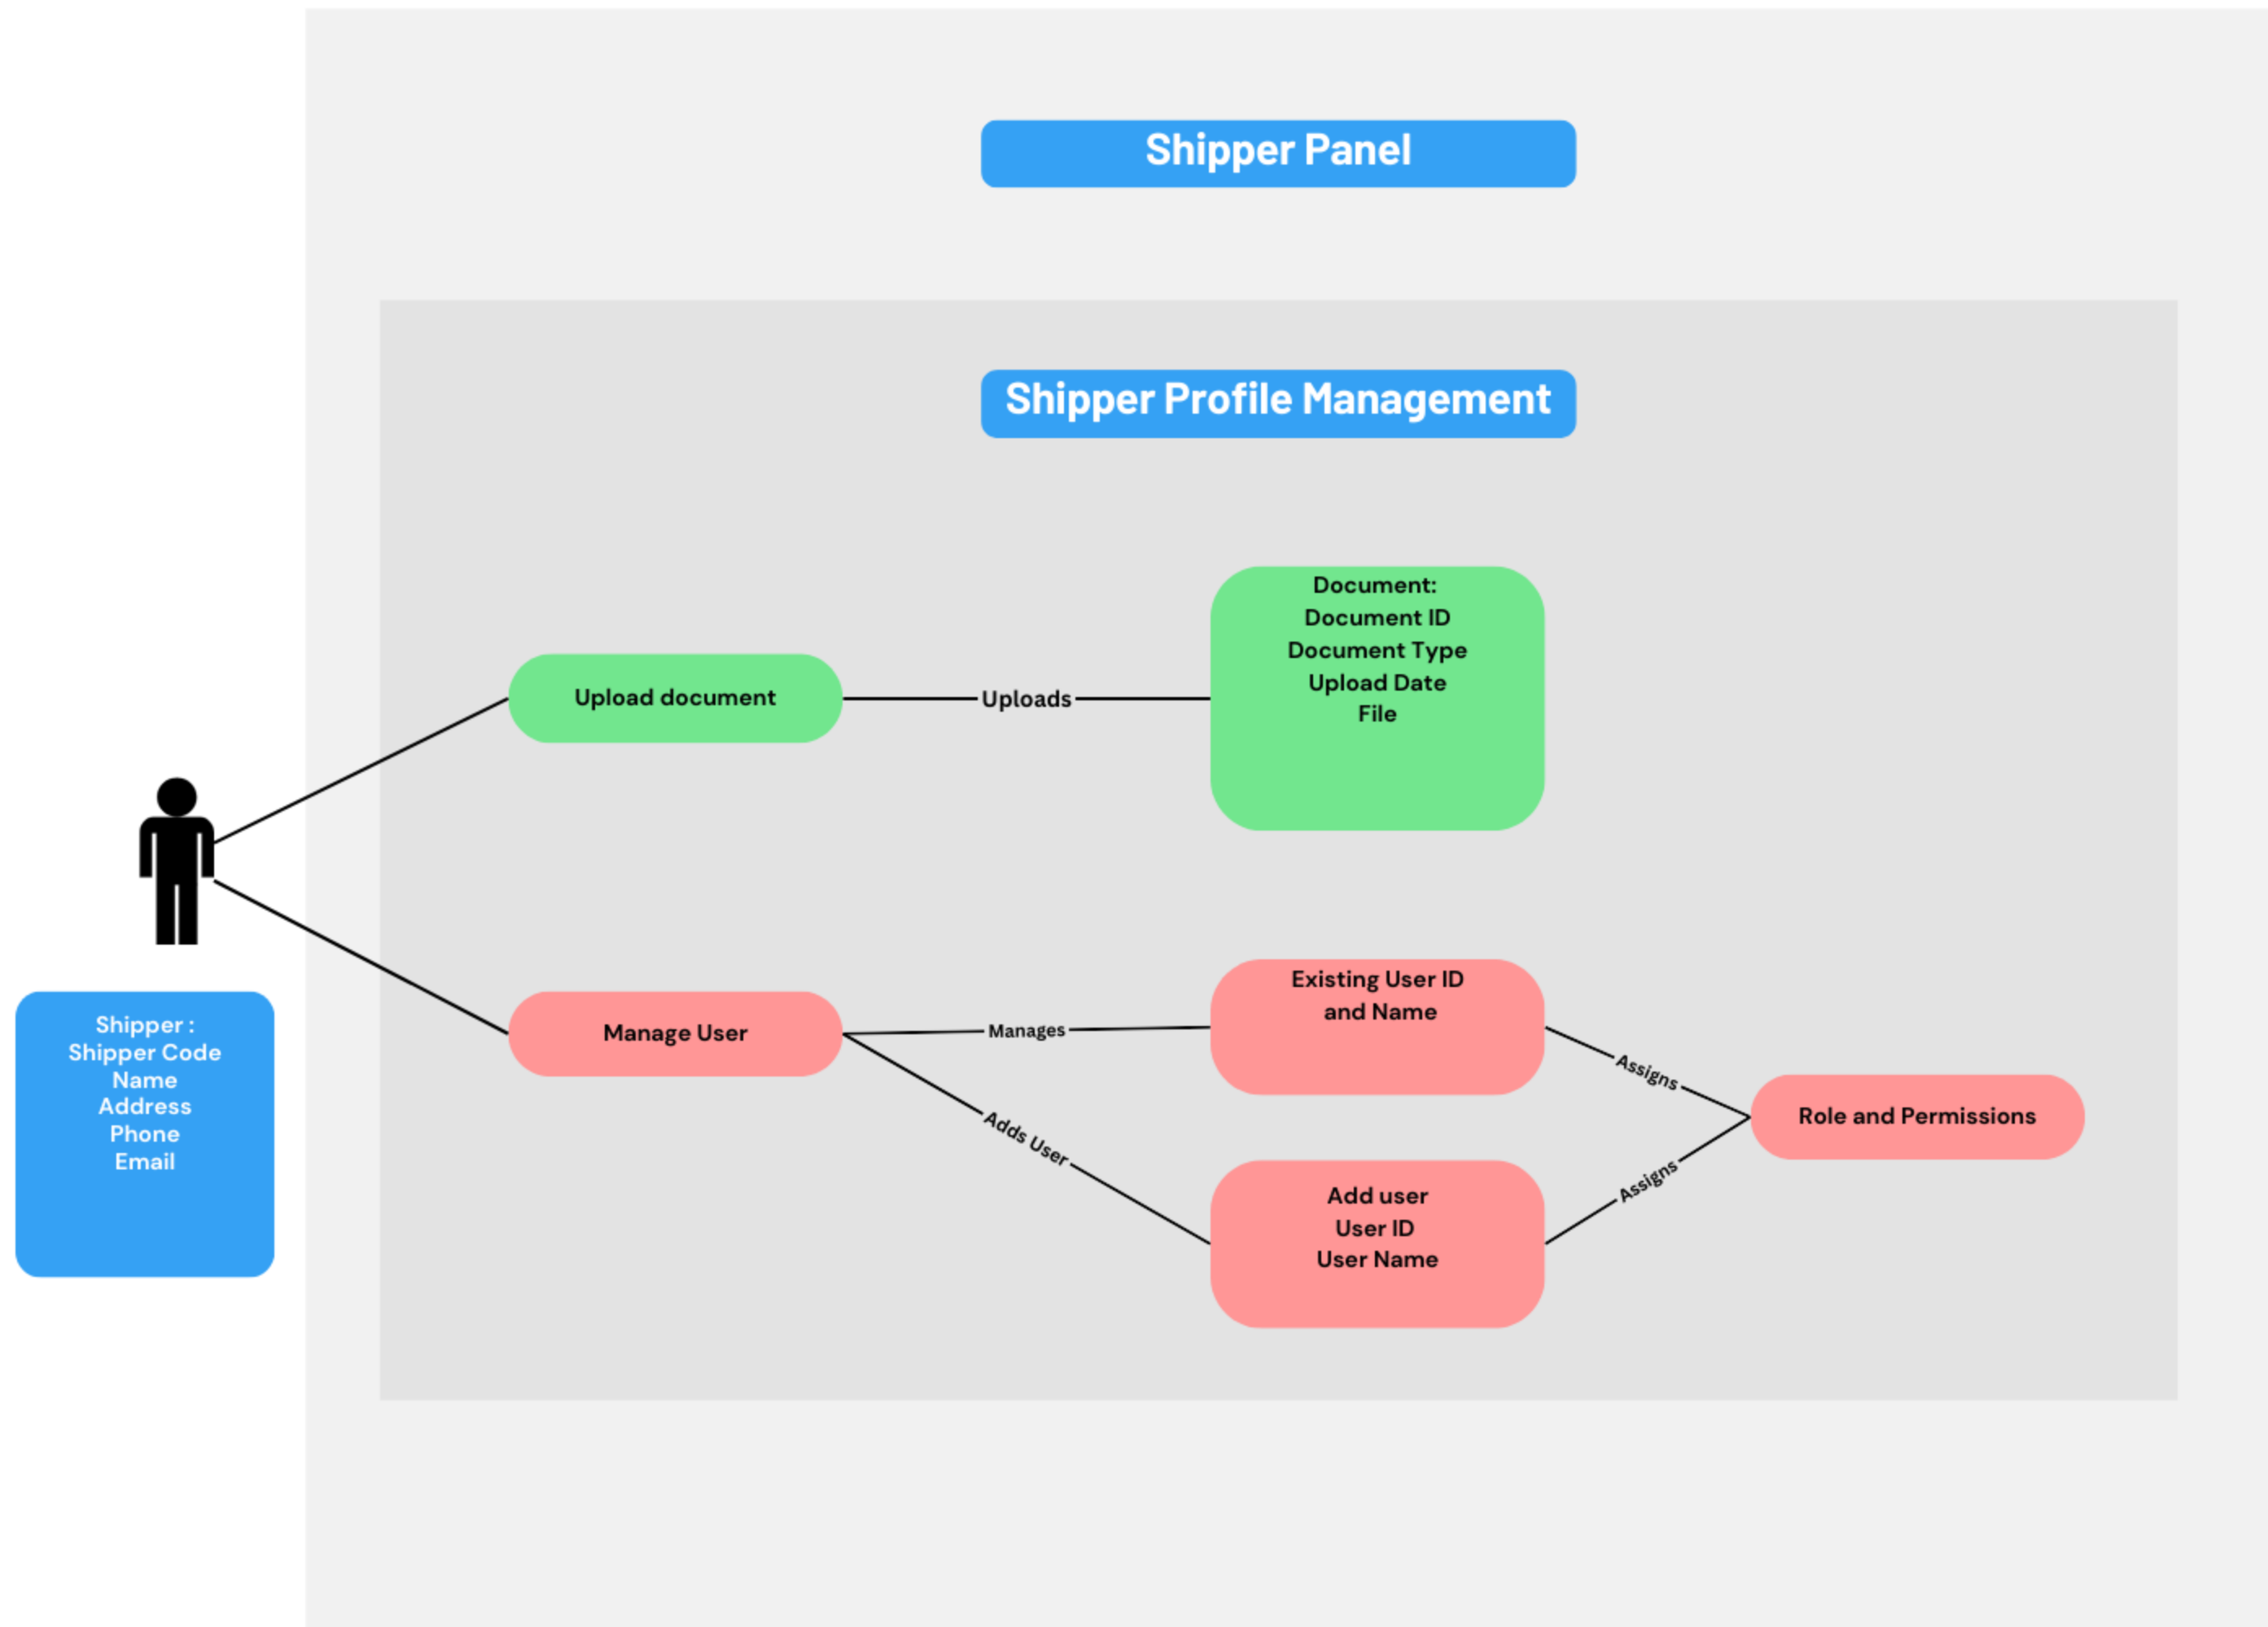 Shipper Panel
Shipper Profile Management
Upload document
Uploads
Document:
Document ID
Document Type
Upload Date
File
Shipper :
Shipper Code
Name
Address
Phone
Email
Manage User
Manages
Adds User
Existing User ID
and Name
Add user
User ID
User Name
Assigns
Assigns
Role and Permissions